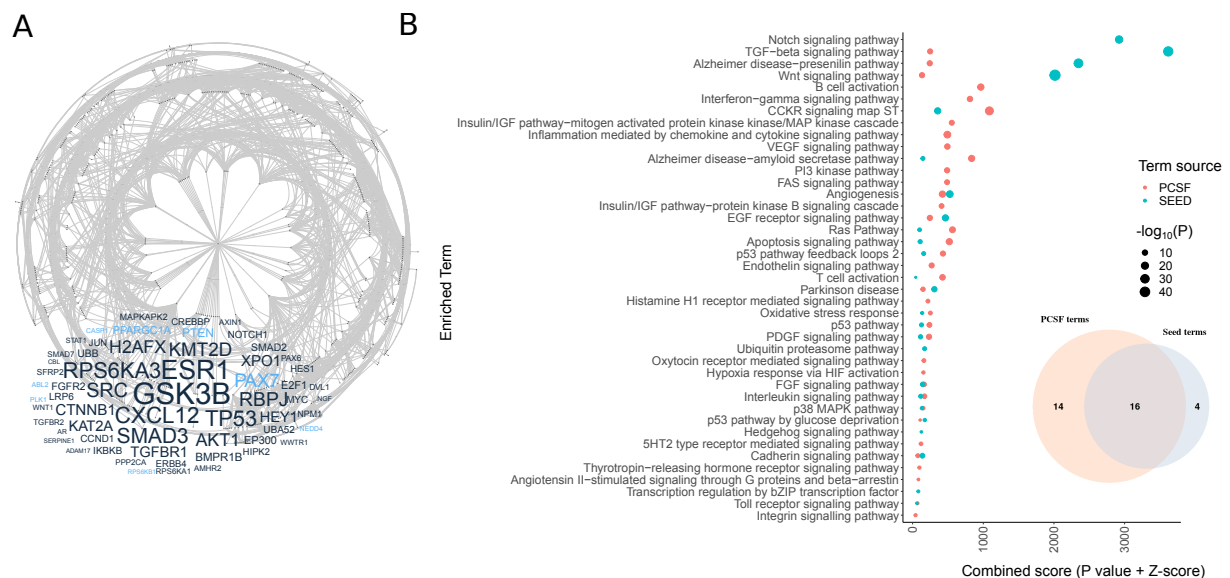 A
MAPKAPK2 CREBBP AXIN1
CASR PPARGC1A PTEN NOTCH1
STAT1 JUN H2AFX KMT2D SMAD2
SMAD7 UBB XPO1 PAX6
CBL RPS6KA3 ESR1 HES1
SFRP2 PAX7
ABL2 FGFR2 SRC GSK3B E2F1 DVL1
LRP6 RBPJ MYC NGF
PLK1
WNT1 CTNNB1 CXCL12 TP53 HEY1 NPM1
TGFBR2 KAT2A UBA52 NEDD4
AR SMAD3 AKT1 EP300
SERPINE1 CCND1 WWTR1
ADAM17 IKBKB TGFBR1 BMPR1B HIPK2
PPP2CA ERBB4 AMHR2
RPS6KB1 RPS6KA1
B
Enriched Term
Notch signaling pathway
TGF-beta signaling pathway
Alzheimer disease-presenilin pathway
Wnt signaling pathway
B cell activation
Interferon-gamma signaling pathway
CCKR signaling map ST
Insulin/IGF pathway-mitogen activated protein kinase kinase/MAP kinase cascade
Inflammation mediated by chemokine and cytokine signaling pathway
VEGF signaling pathway
Alzheimer disease-amyloid secretase pathway
PI3 kinase pathway
FAS signaling pathway
Angiogenesis
Insulin/IGF pathway-protein kinase B signaling cascade
EGF receptor signaling pathway
Ras Pathway
Apoptosis signaling pathway
p53 pathway feedback loops 2
Endothelin signaling pathway
T cell activation
Parkinson disease
Histamine H1 receptor mediated signaling pathway
Oxidative stress response
p53 pathway
PDGF signaling pathway
Ubiquitin proteasome pathway
Oxytocin receptor mediated signaling pathway
Hypoxia response via HIF activation
FGF signaling pathway
Interleukin signaling pathway
p38 MAPK pathway
p53 pathway by glucose deprivation
Hedgehog signaling pathway
5HT2 type receptor mediated signaling pathway
Cadherin signaling pathway
Thyrotropin-releasing hormone receptor signaling pathway
Angiotensin II-stimulated signaling through G proteins and beta-arrestin
Transcription regulation by bZIP transcription factor
Toll receptor signaling pathway
Integrin signalling pathway
0 1000 2000 3000
Combined score (P value + Z-score)
Term source
PCSF
SEED
-log10(P)
10
20
30
40
PCSF terms
Seed terms
14 16 4